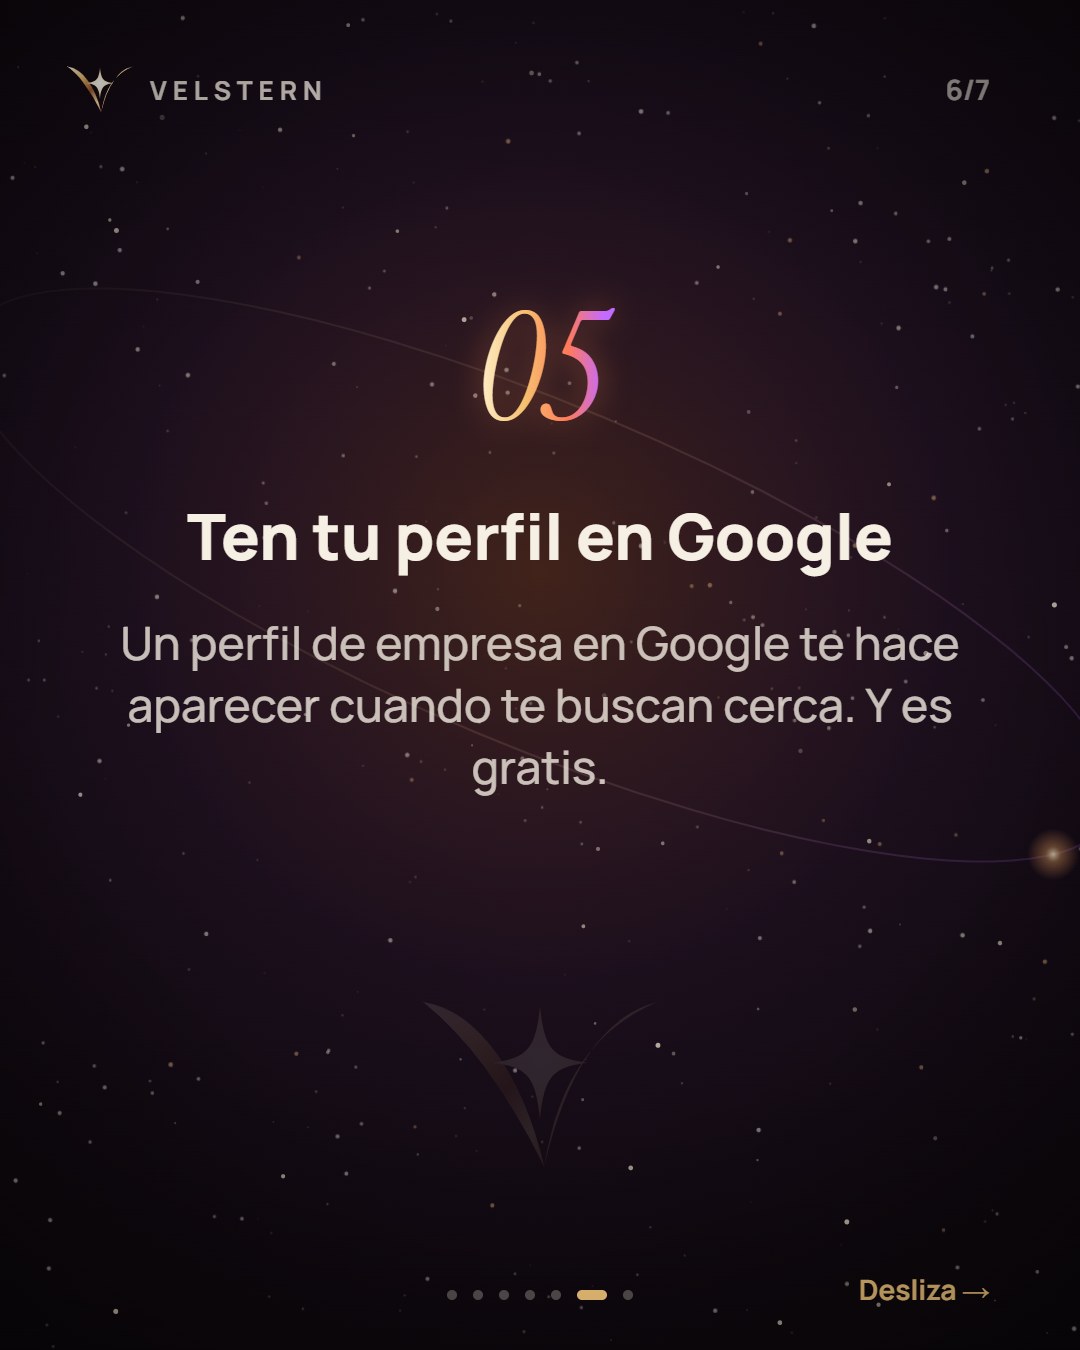 VELSTERN
6/7
05
Ten tu perfil en Google
Un perfil de empresa en Google te hace
aparecer cuando te buscan cerca. Y es
gratis.
Desliza →